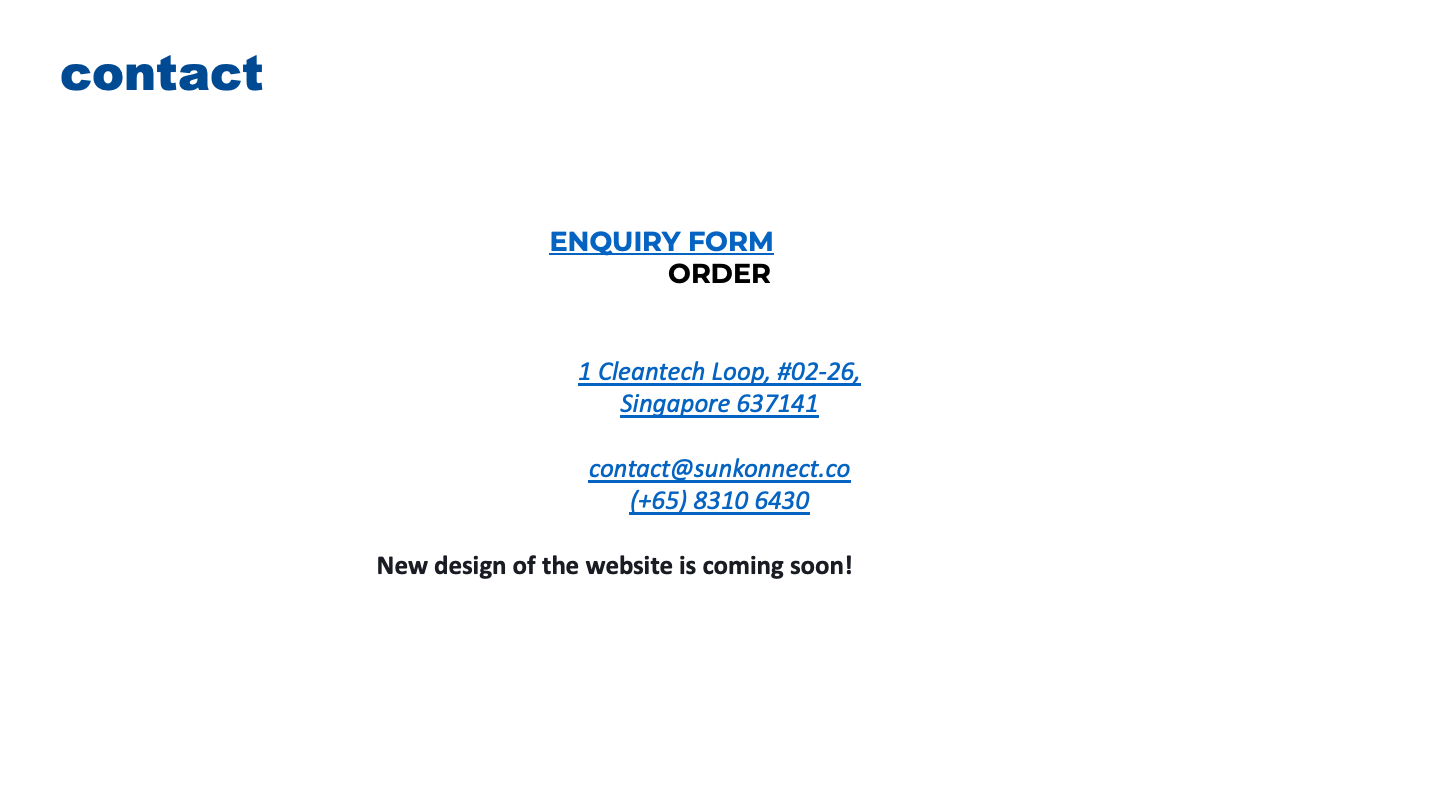 contact
ENQUIRY FORM
ORDER
1 Cleantech Loop, #02-26,
Singapore 637141
contact@sunkonnect.co
(+65) 8310 6430
New design of the website is coming soon!